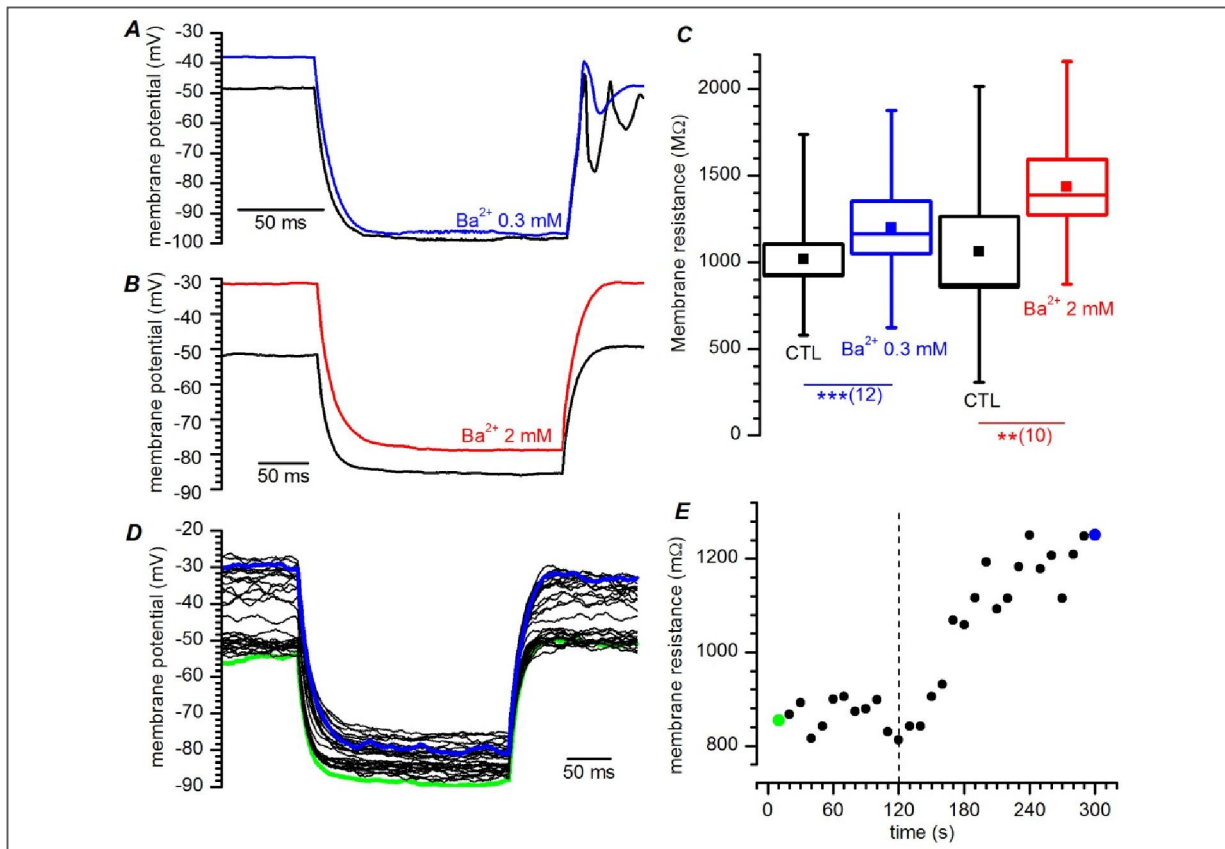 A
membrane potential (mV)
-30
-40
-50
-60
-70
-80
-90
-100
50 ms
Ba²⁺ 0.3 mM
B
membrane potential (mV)
-30
-40
-50
-60
-70
-80
-90
50 ms
Ba²⁺ 2 mM
C
Membrane resistance (MΩ)
2000
1500
1000
500
0
CTL
Ba²⁺ 0.3 mM
***(12)
CTL
Ba²⁺ 2 mM
**(10)
D
membrane potential (mV)
-20
-30
-40
-50
-60
-70
-80
-90
50 ms
E
membrane resistance (mΩ)
1200
1000
800
0 60 120 180 240 300
time (s)